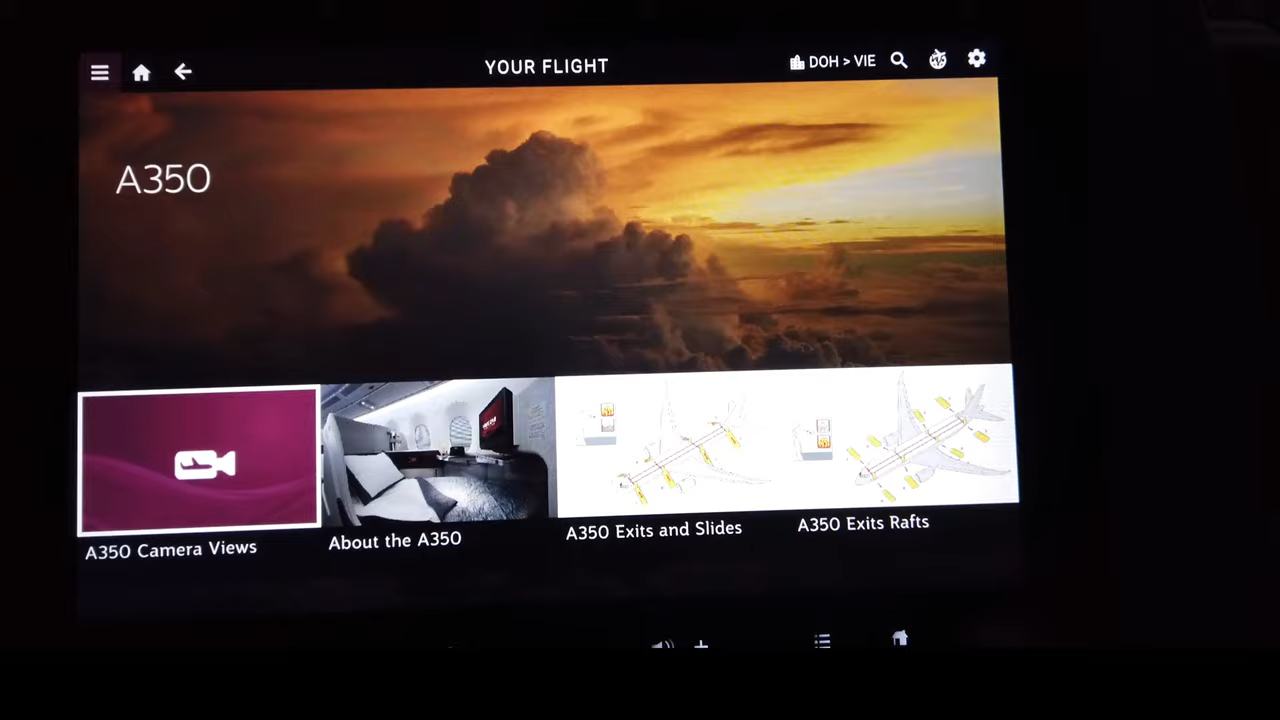 YOUR FLIGHT
DOH > VIE
A350
A350 Camera Views
About the A350
A350 Exits and Slides
A350 Exits Rafts